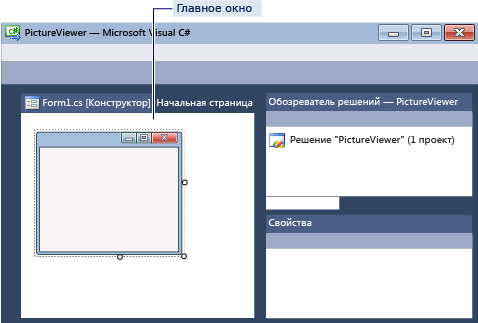 Главное окно
PictureViewer — Microsoft Visual C#
Form1.cs [Конструктор] Начальная страница
Обозреватель решений — PictureViewer
Решение "PictureViewer" (1 проект)
Свойства